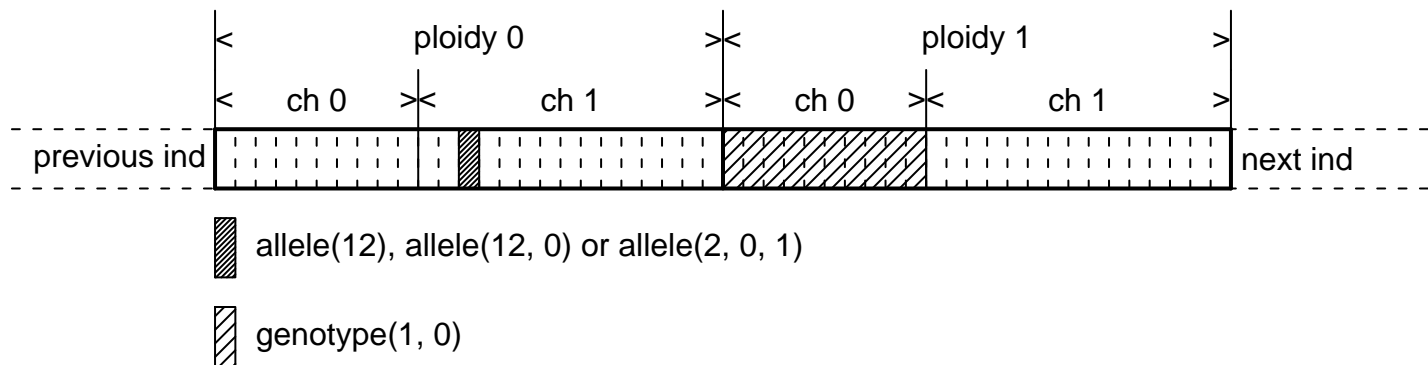 < ploidy 0 >< ploidy 1 >
< ch 0 >< ch 1 >< ch 0 >< ch 1 >
previous ind next ind
allele(12), allele(12, 0) or allele(2, 0, 1)
genotype(1, 0)